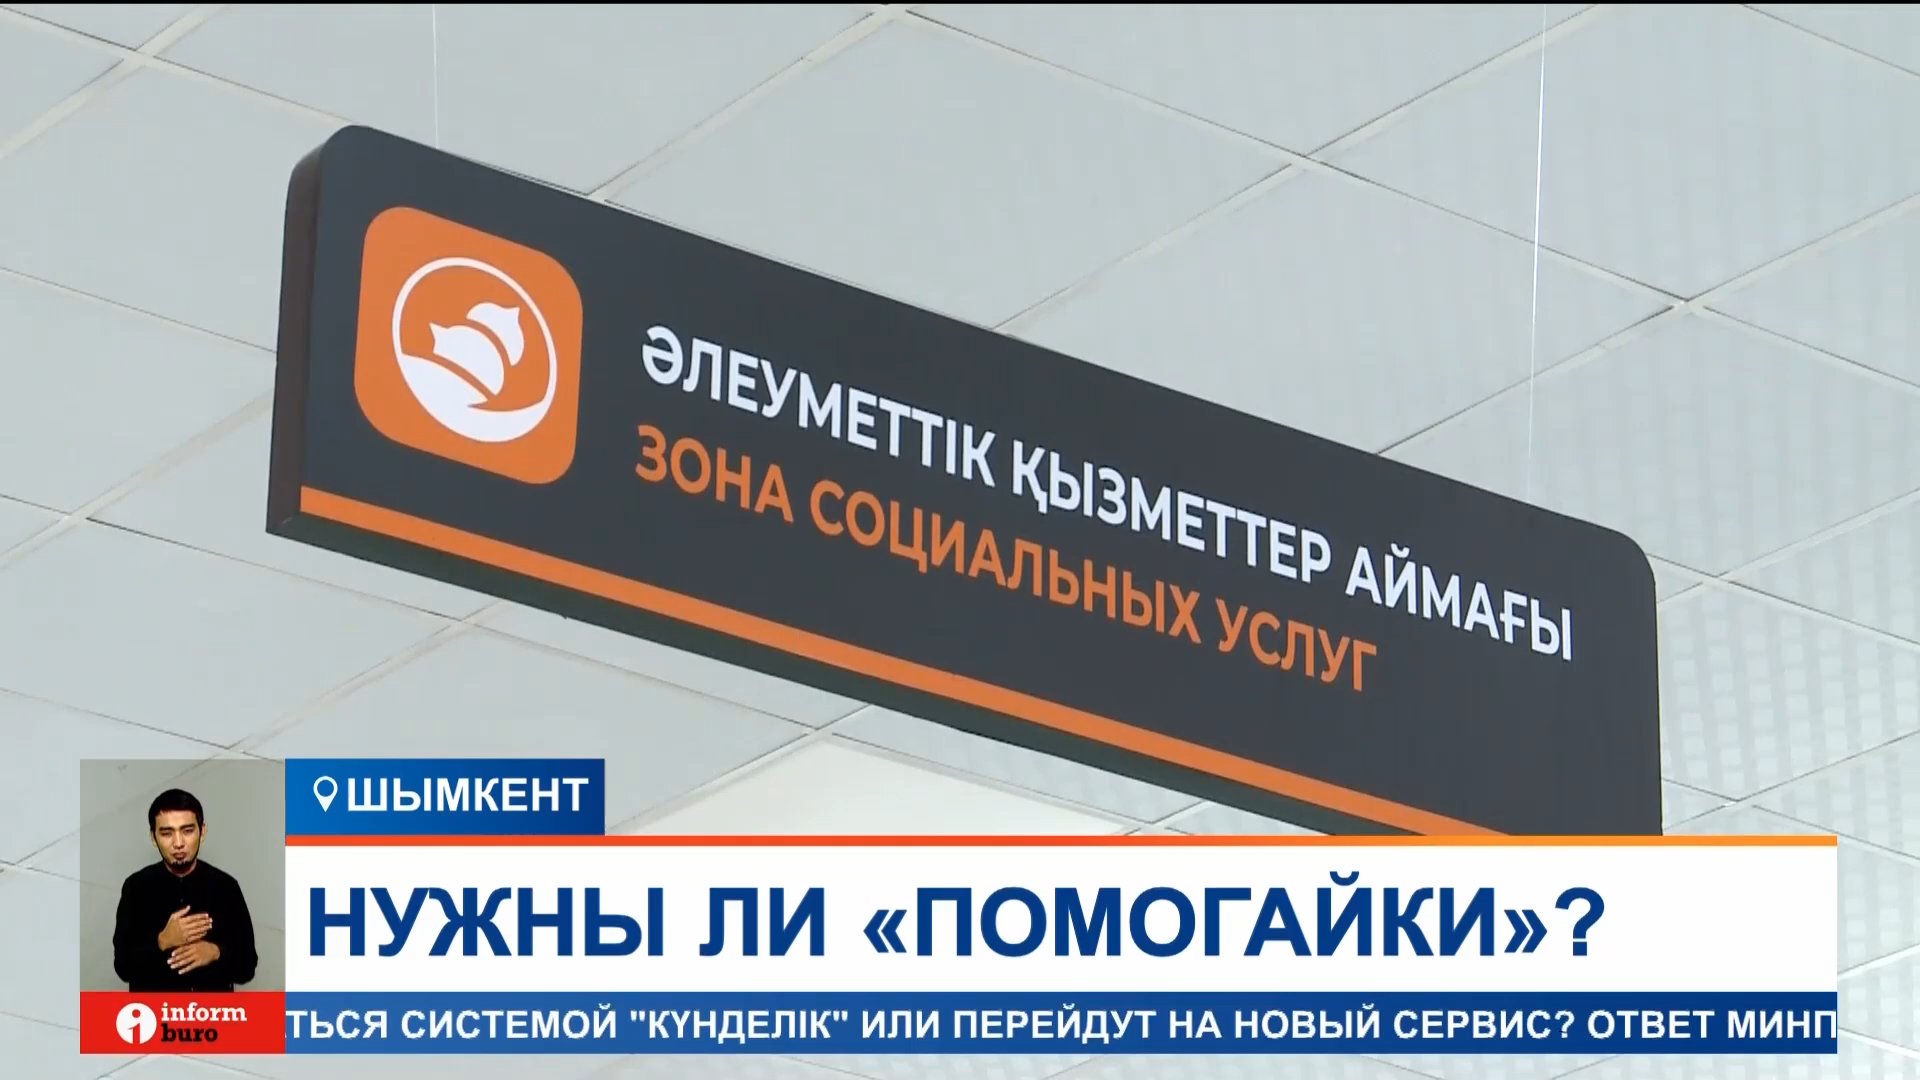 ӘЛЕУМЕТТІК ҚЫЗМЕТТЕР АЙМАҒЫ
ЗОНА СОЦИАЛЬНЫХ УСЛУГ
ШЫМКЕНТ
НУЖНЫ ЛИ «ПОМОГАЙКИ»?
inform
buro
ТЬСЯ СИСТЕМОЙ "КҮНДЕЛІК" ИЛИ ПЕРЕЙДУТ НА НОВЫЙ СЕРВИС? ОТВЕТ МИНП